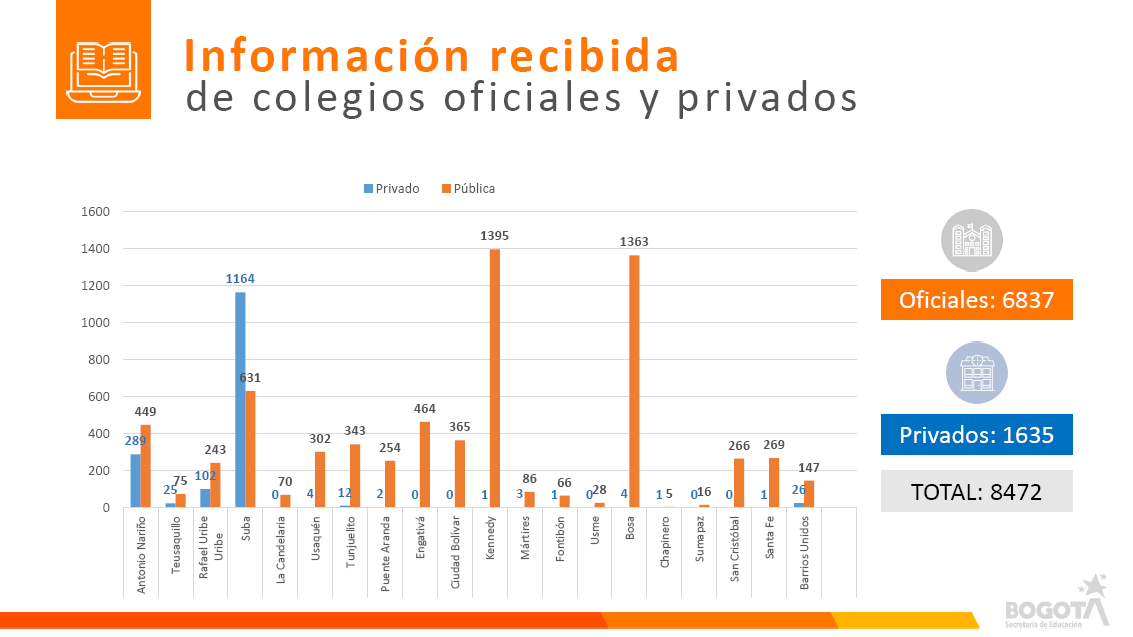 Información recibida
de colegios oficiales y privados
Privado Pública
1600
1400
1200
1000
800
600
400
200
0
289 449
25 75
102 243
1164 631
0 70
4 302
12 343
2 254
0 464
0 365
1 1395
3 86
1 66
0 28
4 1363
1 5
0 16
0 266
1 269
26 147
Antonio Nariño
Teusaquillo
Rafael Uribe
Uribe
Suba
La Candelaria
Usaquén
Tunjuelito
Puente Aranda
Engativá
Ciudad Bolívar
Kennedy
Mártires
Fontibón
Usme
Bosa
Chapinero
Sumapaz
San Cristóbal
Santa Fe
Barrios Unidos
Oficiales: 6837
Privados: 1635
TOTAL: 8472
BOGOTA
Secretaría de Educación